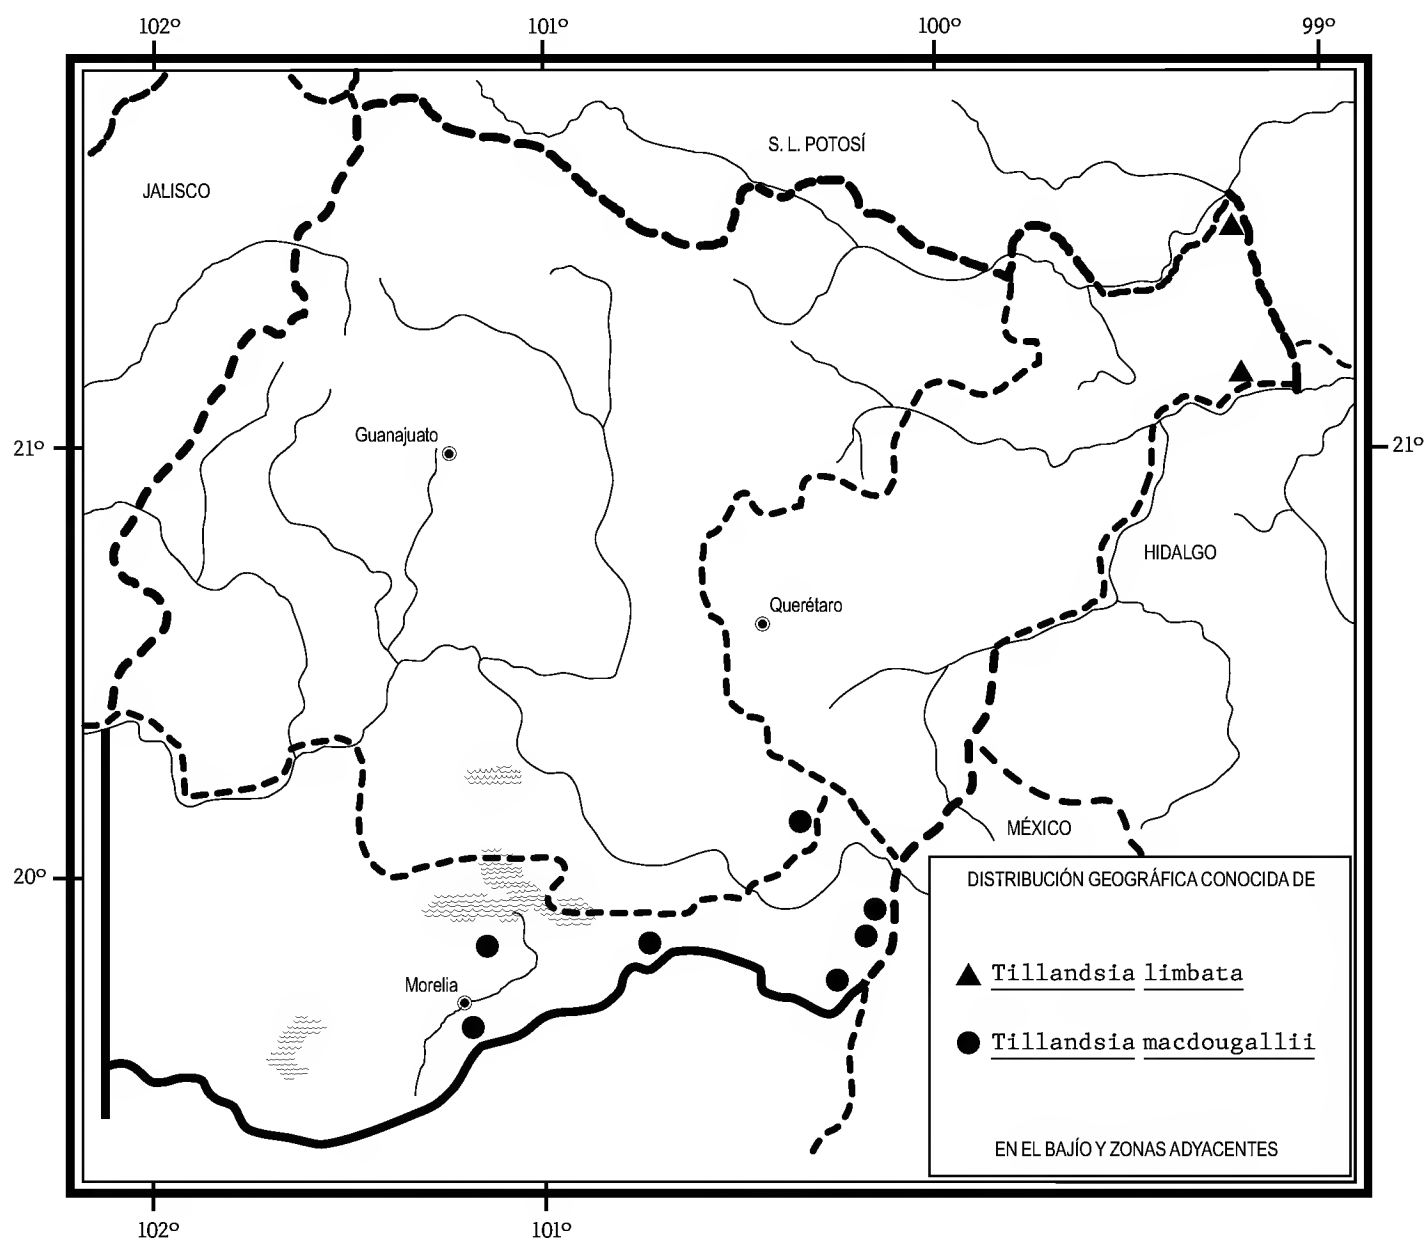 102º 101º 100º 99º
S. L. POTOSÍ
JALISCO
Guanajuato
21º 21º
HIDALGO
Querétaro
MÉXICO
20º
DISTRIBUCIÓN GEOGRÁFICA CONOCIDA DE
Tillandsia limbata
Morelia
Tillandsia macdougallii
EN EL BAJÍO Y ZONAS ADYACENTES
102º 101º